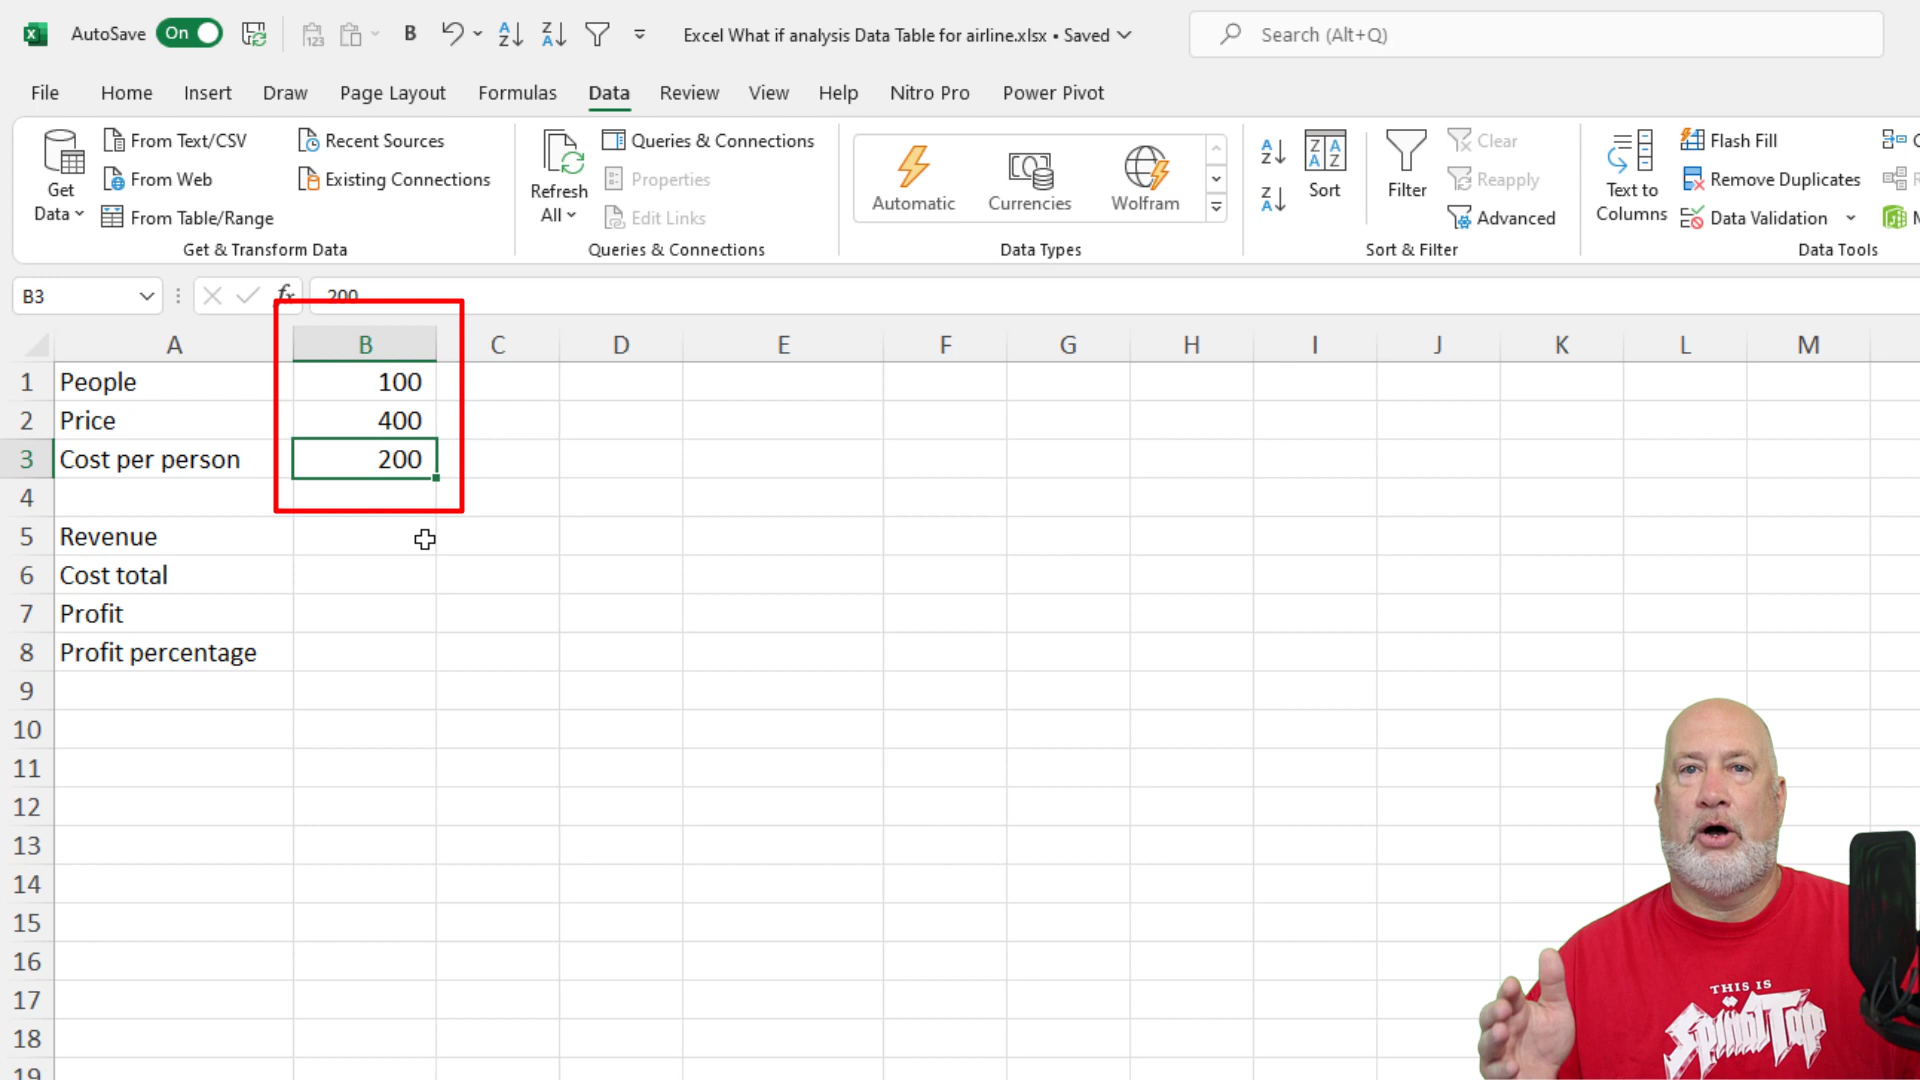 AutoSave On B Excel What if analysis Data Table for airline.xlsx • Saved Search (Alt+Q)
File Home Insert Draw Page Layout Formulas Data Review View Help Nitro Pro Power Pivot
Get Data
From Text/CSV
From Web
From Table/Range
Recent Sources
Existing Connections
Get & Transform Data
Refresh All
Queries & Connections
Properties
Edit Links
Queries & Connections
Automatic Currencies Wolfram
Data Types
Sort
Filter
Clear
Reapply
Advanced
Sort & Filter
Text to Columns
Flash Fill
Remove Duplicates
Data Validation
Data Tools
B3 fx 200
A B C D E F G H I J K L M
1 People 100
2 Price 400
3 Cost per person 200
4
5 Revenue
6 Cost total
7 Profit
8 Profit percentage
9
10
11
12
13
14
15
16
17
18
19
THIS IS
Spinal Tap